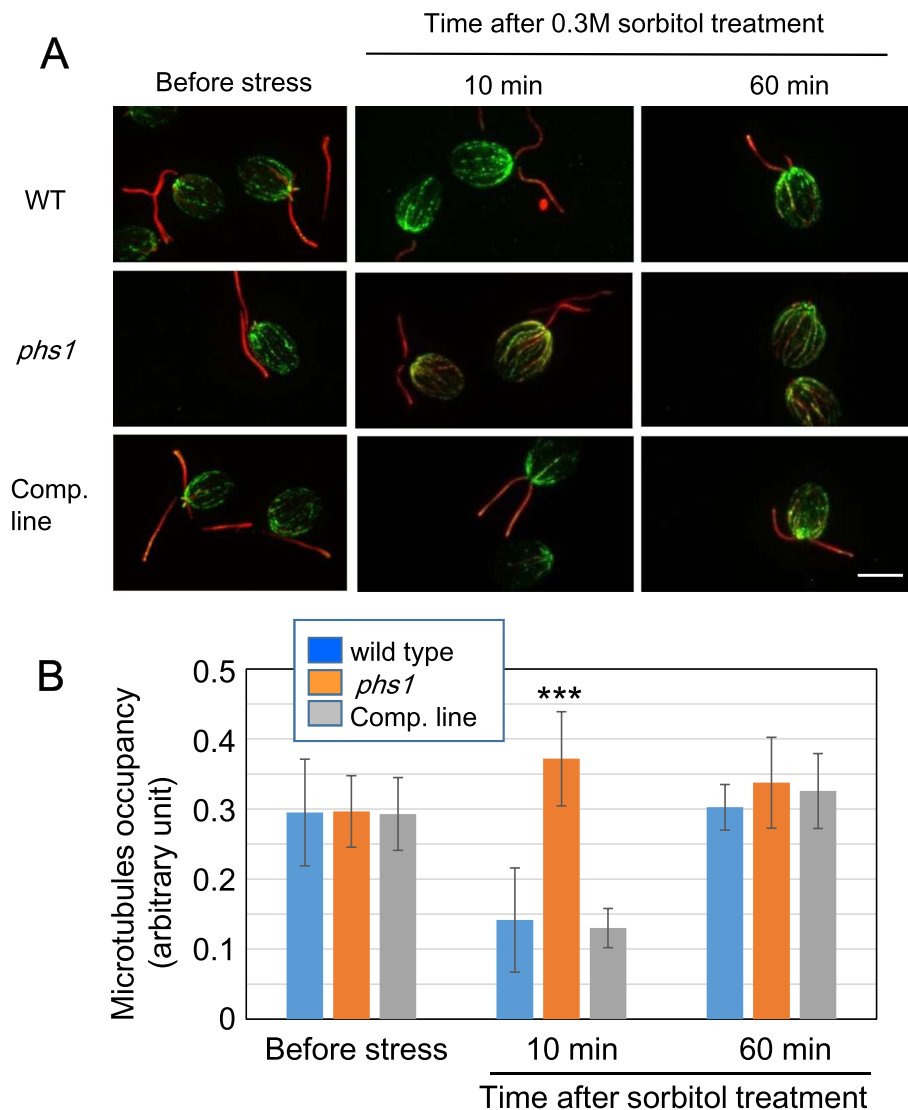 A
Time after 0.3M sorbitol treatment
Before stress
10 min
60 min
WT
phs1
Comp.
line
B
wild type
phs1
Comp. line
Microtubules occupancy
(arbitrary unit)
0.5
0.4
0.3
0.2
0.1
0
***
Before stress
10 min
60 min
Time after sorbitol treatment